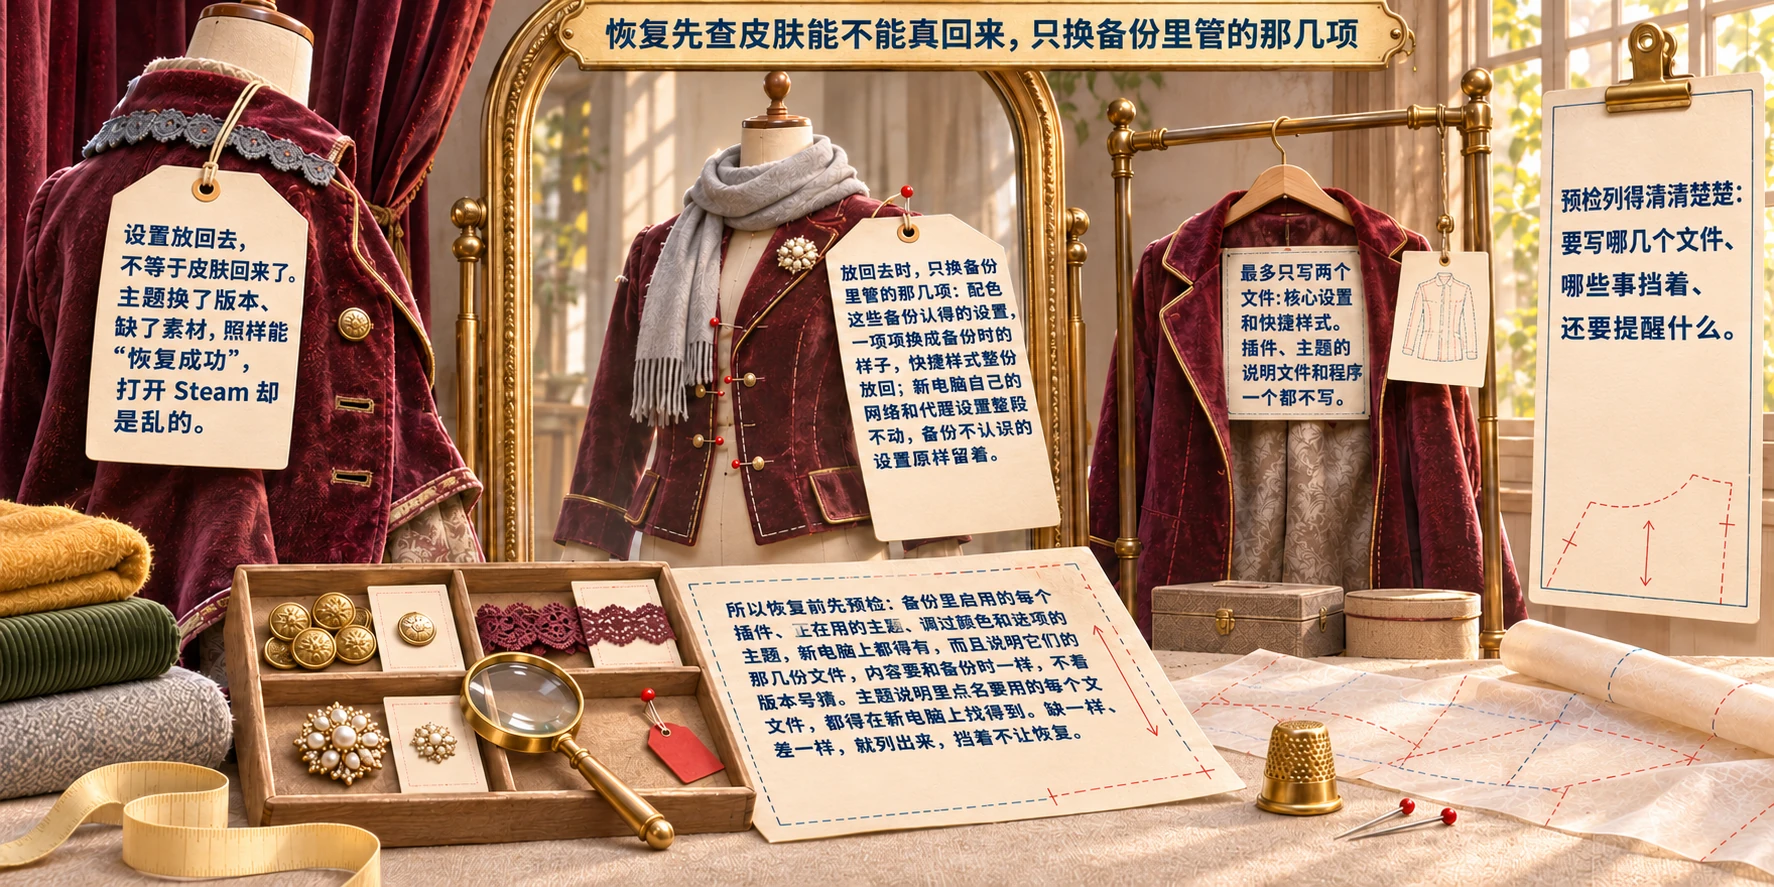 恢复先查皮肤能不能真回来，只换备份里管的那几项
设置放回去，
不等于皮肤回来了。
主题换了版本、
缺了素材，照样能
“恢复成功”，
打开 Steam 却
是乱的。
放回去时，只换备份
里管的那几项：配色
这些备份认得的设置，
一项项换成备份时的
样子，快捷样式整份
放回；新电脑自己的
网络和代理设置整段
不动，备份不认识的
设置原样留着。
最多只写两个
文件：核心设置
和快捷样式。
插件、主题的
说明文件和程序
一个都不写。
预检列得清清楚楚：
要写哪几个文件、
哪些事挡着、
还要提醒什么。
所以恢复前先预检：备份里启用的每个
插件、正在用的主题、调过颜色和选项的
主题，新电脑上都得有，而且说明它们的
那几份文件，内容要和备份时一样，不着
版本号猜。主题说明里点名要用的每个文
文件，都得在新电脑上找得到。缺一样、
差一样，就列出来，挡着不让恢复。